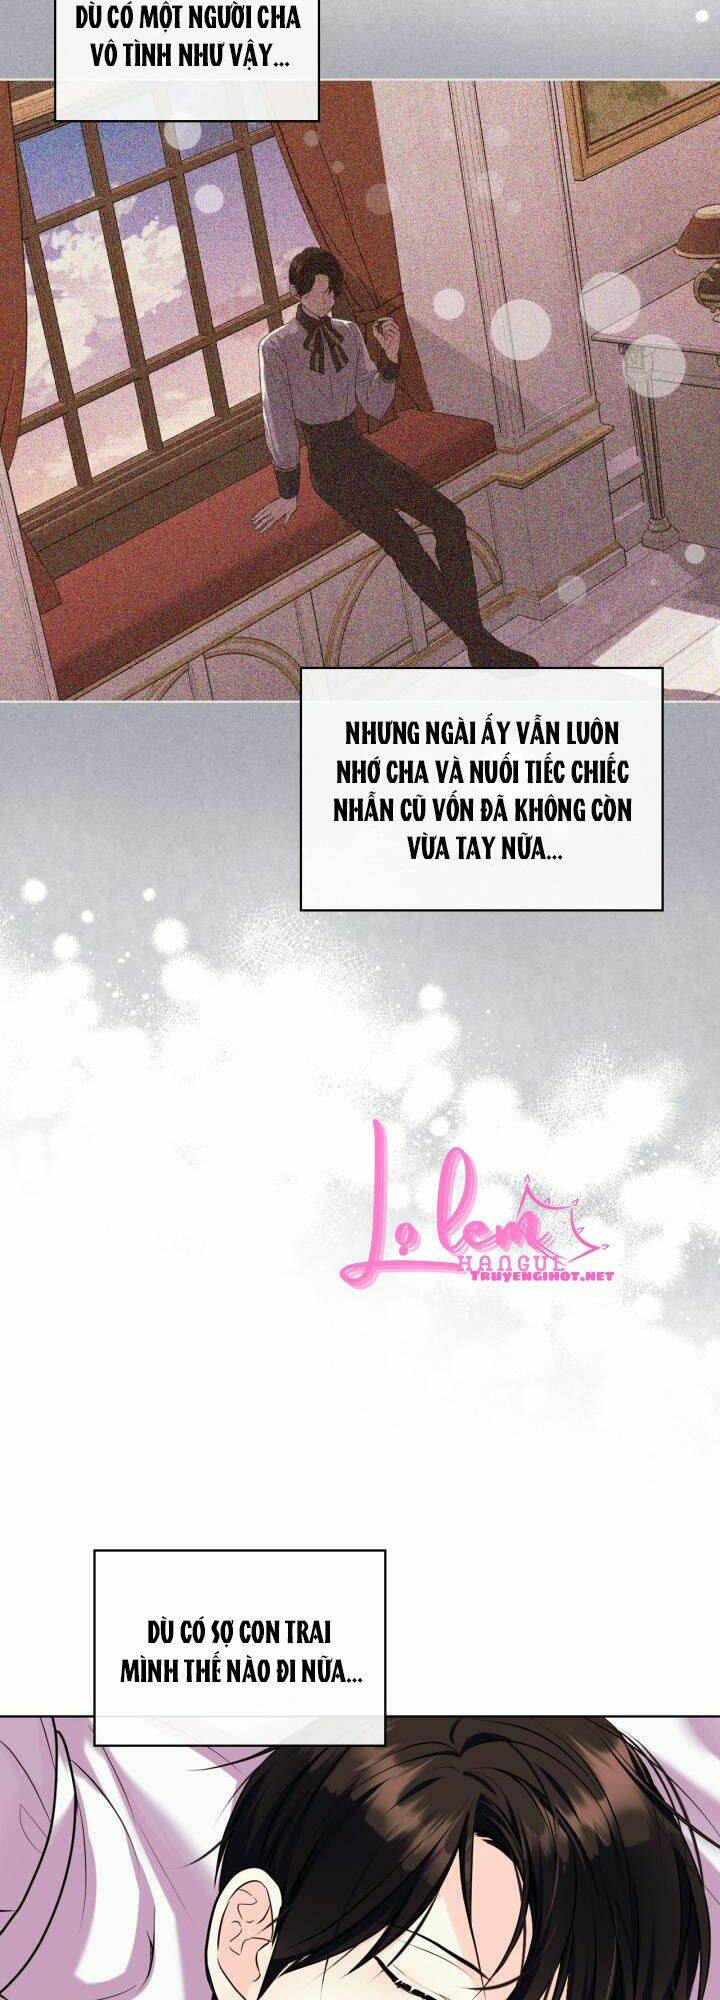 DÙ CÓ MỘT NGƯỜI CHA
VÔ TÌNH NHƯ VẬY...
NHƯNG NGÀI ẤY VẪN LUÔN
NHỚ CHA VÀ NUỐI TIẾC CHIẾC
NHẪN CŨ VỐN ĐÃ KHÔNG CÒN
VỪA TAY NỮA...
Lọ lem
HANGUL
TRUYENGIHOT.NET
DÙ CÓ SỢ CON TRAI
MÌNH THẾ NÀO ĐI NỮA...